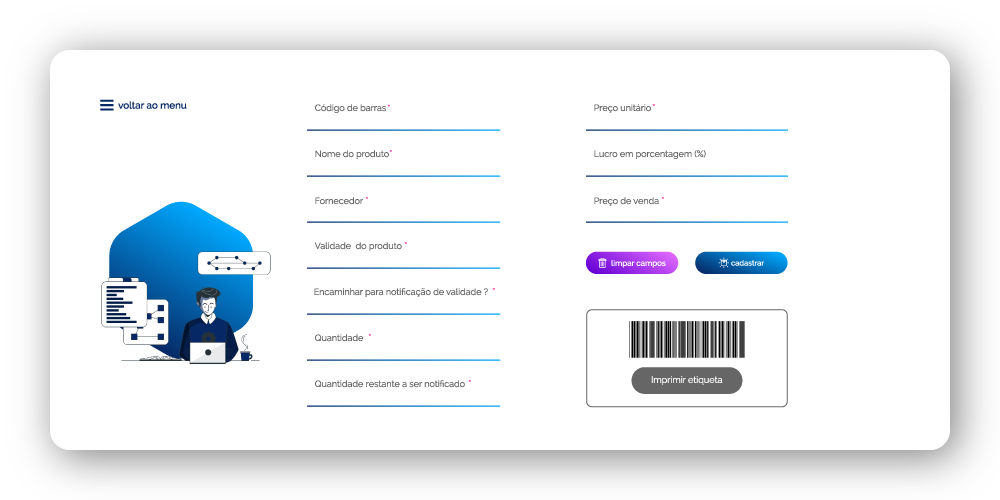 voltar ao menu
Código de barras*
Nome do produto*
Fornecedor *
Validade do produto *
Encaminhar para notificação de validade ? *
Quantidade *
Quantidade restante a ser notificado *
Preço unitário*
Lucro em porcentagem (%)
Preço de venda *
limpar campos
cadastrar
Imprimir etiqueta